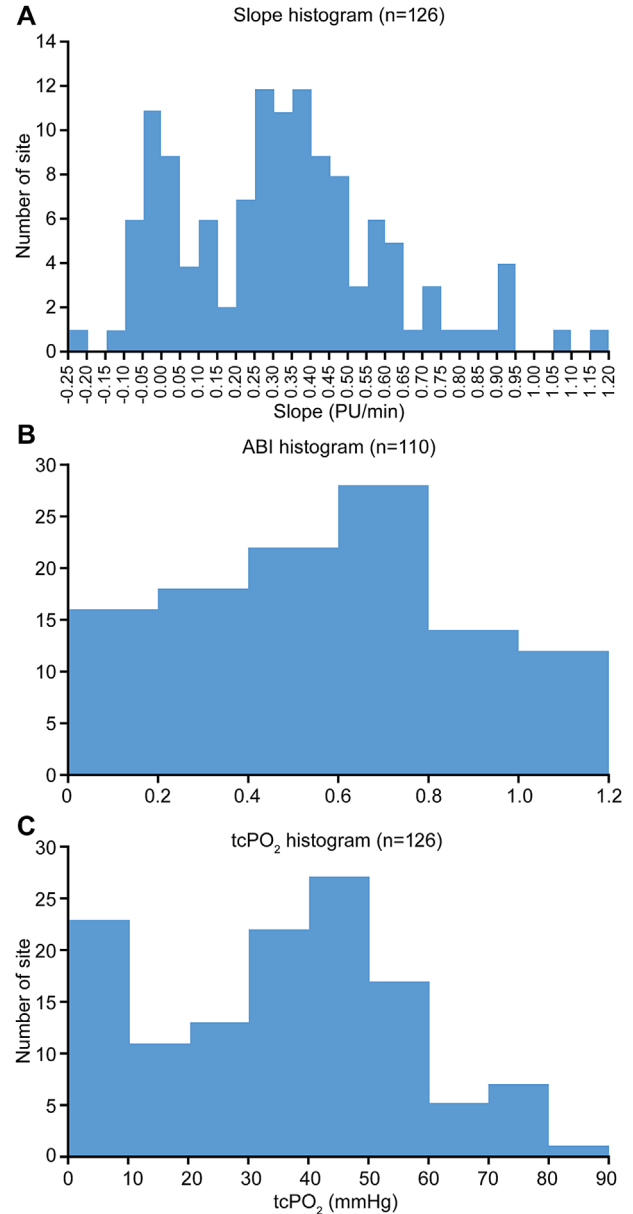 A
Slope histogram (n=126)
Number of site
14
12
10
8
6
4
2
0
-0.25 -0.20 -0.15 -0.10 -0.05 -0.00 0.05 0.10 0.15 0.20 0.25 0.30 0.35 0.40 0.45 0.50 0.55 0.60 0.65 0.70 0.75 0.80 0.85 0.90 0.95 1.00 1.05 1.10 1.15 1.20
Slope (PU/min)
B
ABI histogram (n=110)
30
25
20
15
10
5
0
0 0.2 0.4 0.6 0.8 1.0 1.2
C
tcPO₂ histogram (n=126)
Number of site
30
25
20
15
10
5
0
0 10 20 30 40 50 60 70 80 90
tcPO₂ (mmHg)